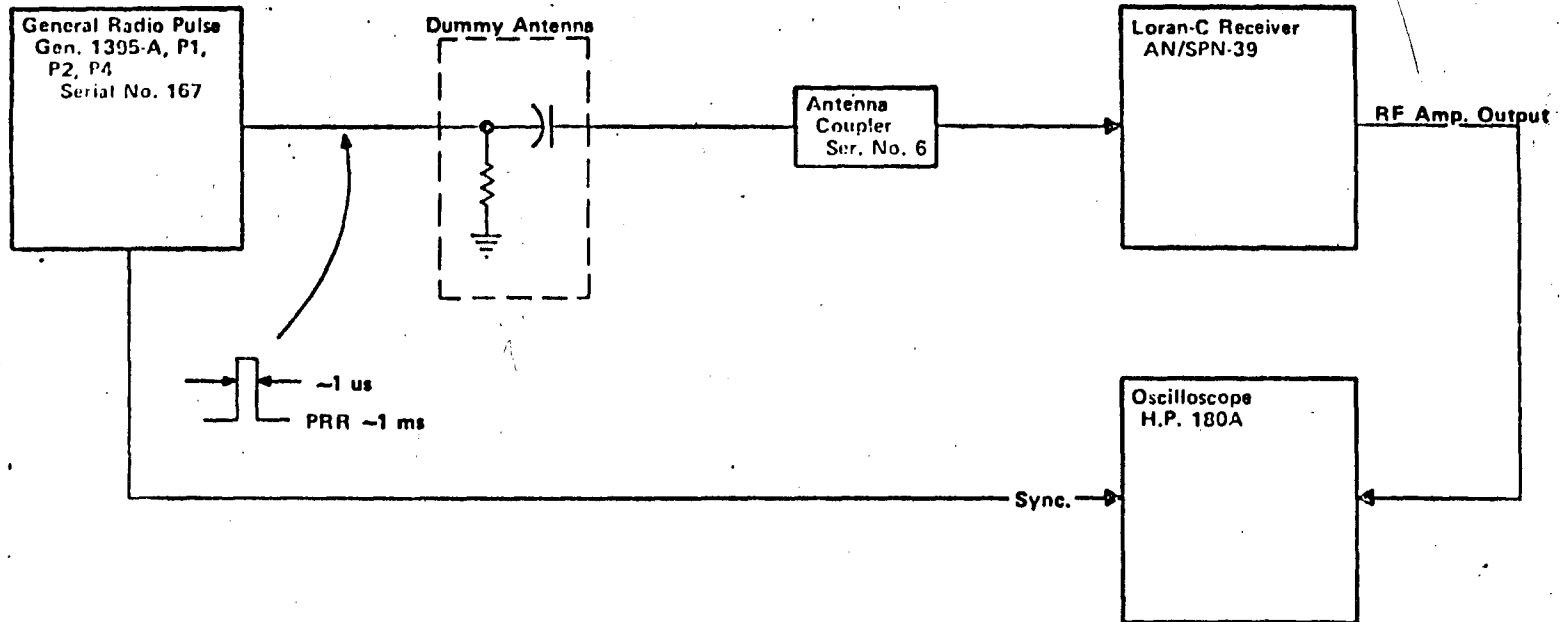 General Radio Pulse
Gen. 1395-A, P1,
P2, P4
Serial No. 167
Dummy Antenna
Antenna
Coupler
Ser. No. 6
Loran-C Receiver
AN/SPN-39
RF Amp. Output
~1 us
PRR ~1 ms
Oscilloscope
H.P. 180A
Sync.